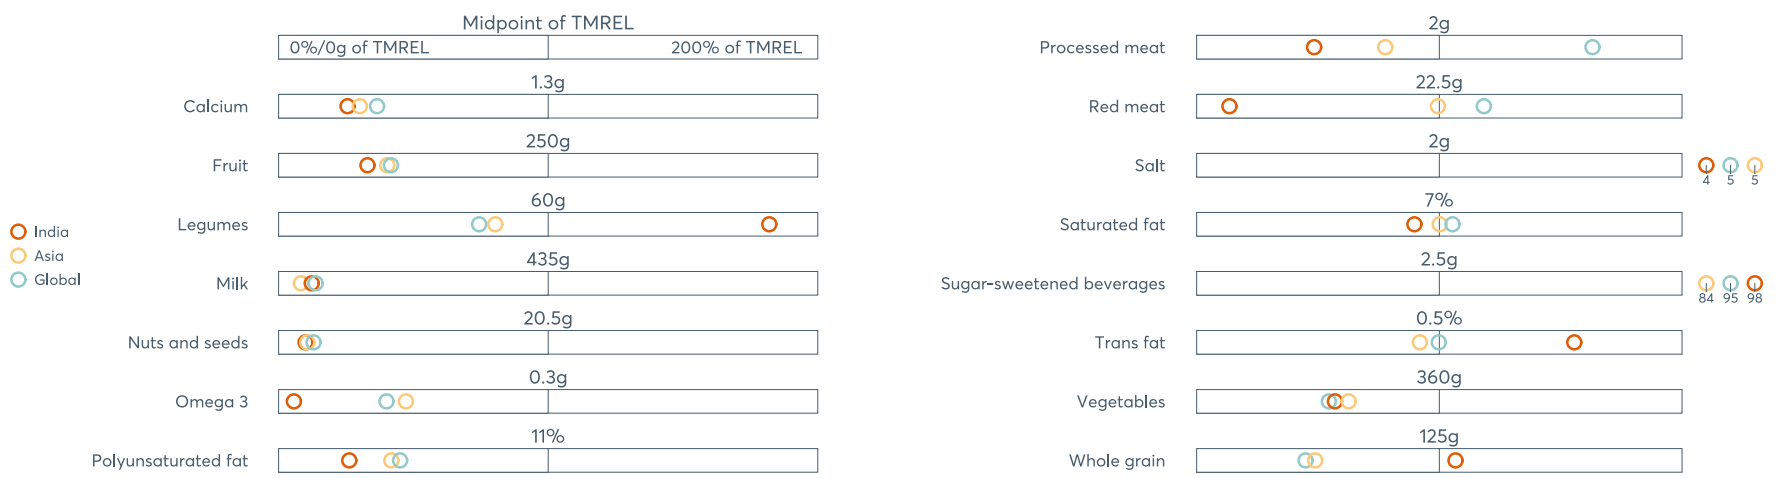 Midpoint of TMREL
0%/0g of TMREL 200% of TMREL
Calcium 1.3g
Fruit 250g
Legumes 60g
Milk 435g
Nuts and seeds 20.5g
Omega 3 0.3g
Polyunsaturated fat 11%
India
Asia
Global
Processed meat 2g
Red meat 22.5g
Salt 2g
4 5 5
Saturated fat 7%
Sugar-sweetened beverages 2.5g
84 95 98
Trans fat 0.5%
Vegetables 360g
Whole grain 125g